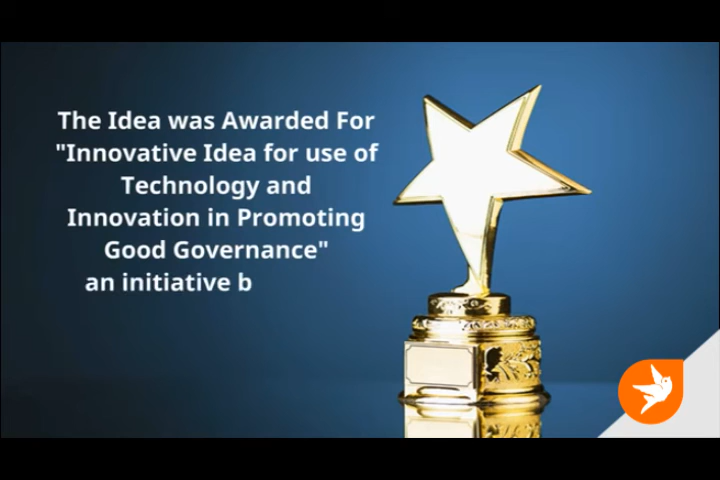 The Idea was Awarded For
"Innovative Idea for use of
Technology and
Innovation in Promoting
Good Governance"
an initiative b